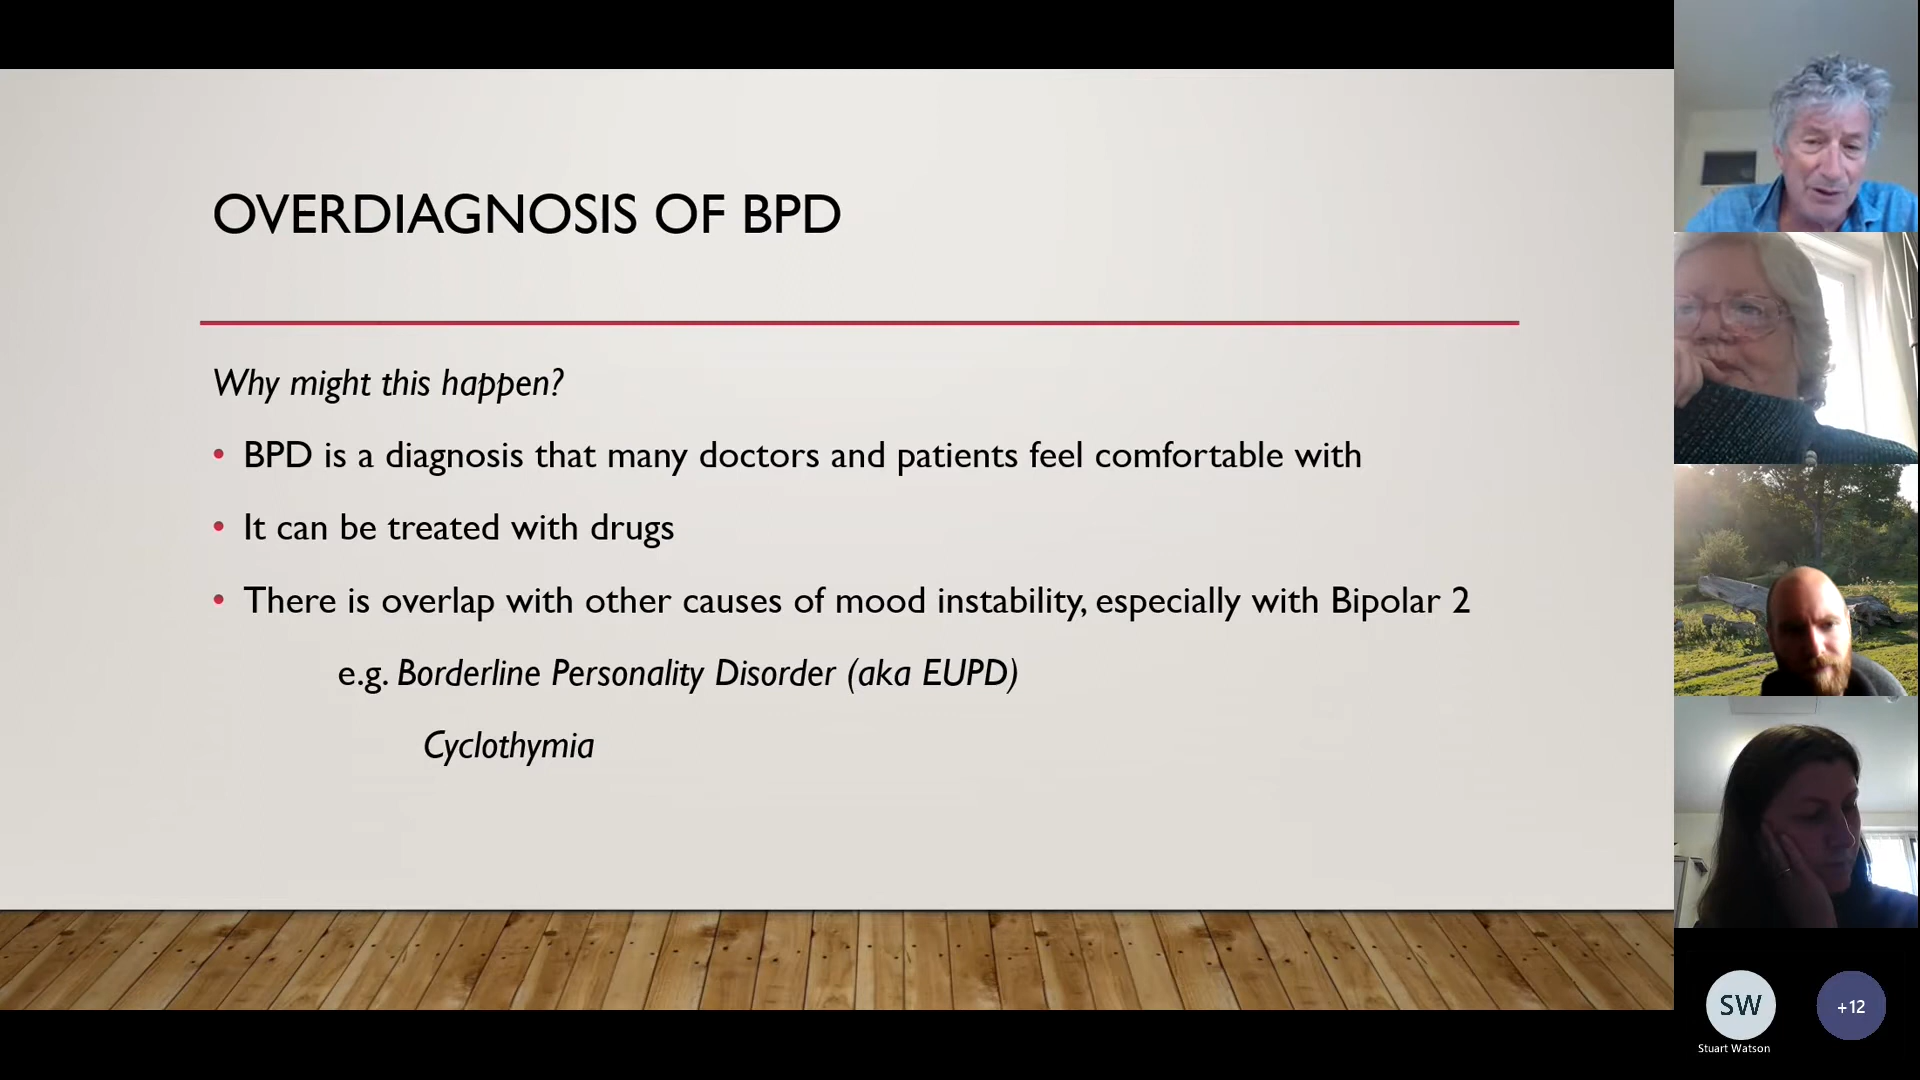 OVERDIAGNOSIS OF BPD
Why might this happen?
• BPD is a diagnosis that many doctors and patients feel comfortable with
• It can be treated with drugs
• There is overlap with other causes of mood instability, especially with Bipolar 2
e.g. Borderline Personality Disorder (aka EUPD)
Cyclothymia
SW
+12
Stuart Watson